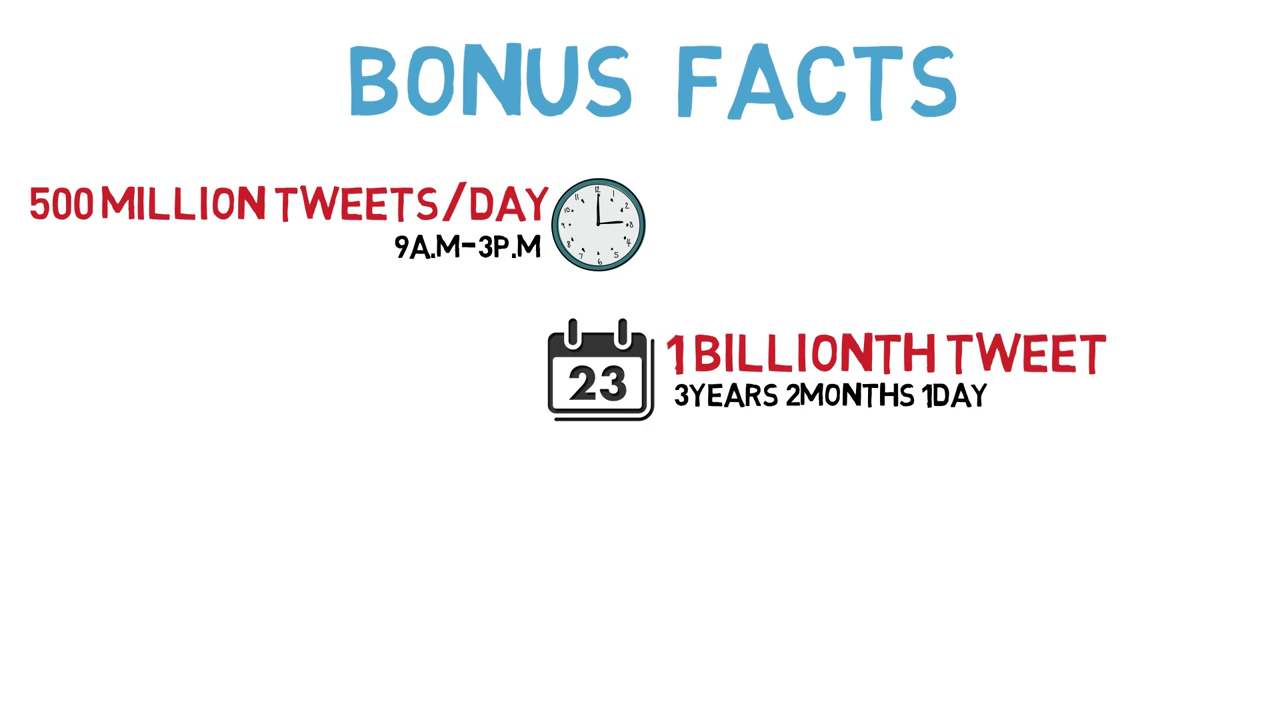 BONUS FACTS
500 MILLION TWEETS/DAY
9A.M-3P.M
23
1 BILLIONTH TWEET
3YEARS 2MONTHS 1DAY